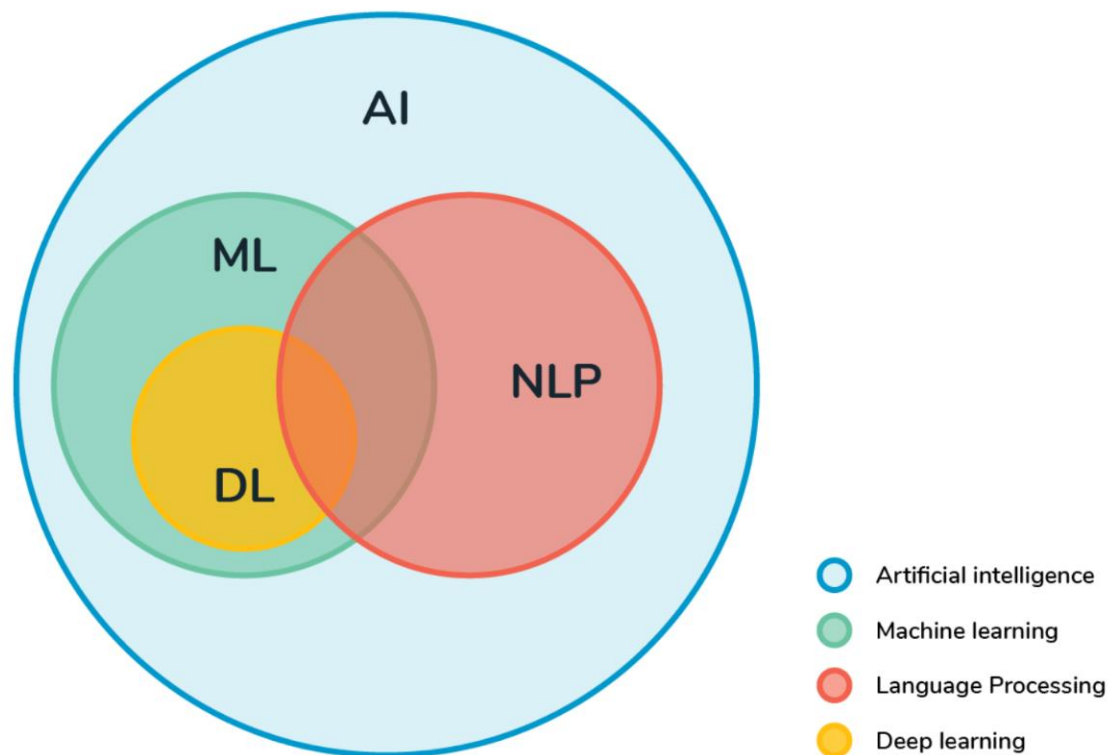 AI
ML
NLP
DL
Artificial intelligence
Machine learning
Language Processing
Deep learning